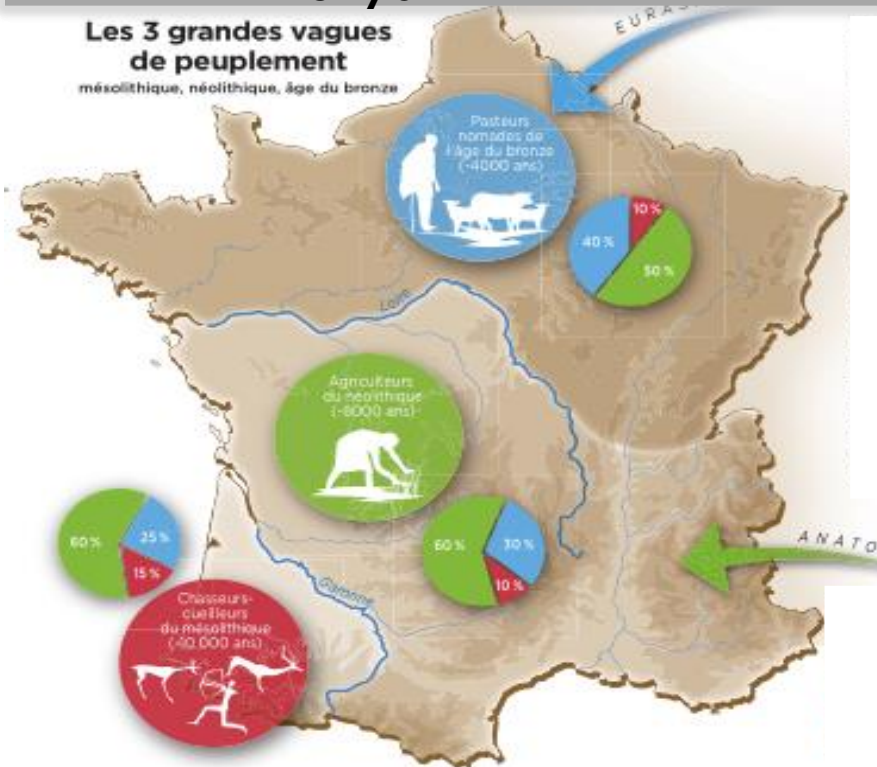 Les 3 grandes vagues
de peuplement
mésolithique, néolithique, âge du bronze
Pasteurs
nomades de
l'âge du bronze
(-4000 ans)
10 %
40 %
50 %
Loire
Agriculteurs
du néolithique
(-8000 ans)
60 %
25 %
15 %
60 %
30 %
10 %
Garonne
Chasseurs-
cueilleurs
du mésolithique
(-10 000 ans)